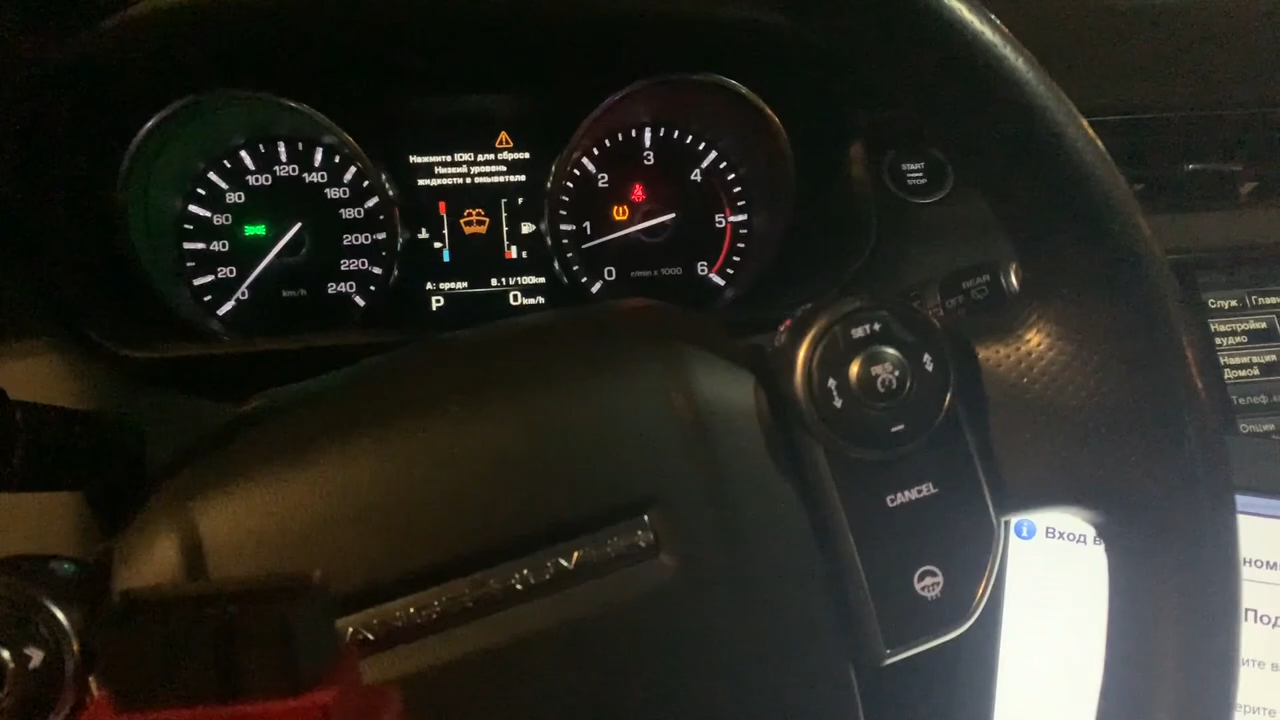 Нажмите (OK) для сброса
Низкий уровень
жидкости в омывателе
0
20
40
60
80
100
120
140
160
180
200
220
240
km/h
F
E
A: средн 8.1 l/100km
P 0km/h
0
1
2
3
4
5
6
r/min x 1000
START
ENGINE
STOP
REAR
OFF
SET+
RES
−
CANCEL
Служ.
Настройки
аудио
Навигация
Домой
Опции
Вход в